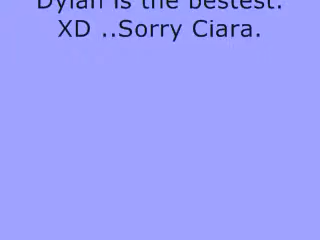 Dylan is the bestest.
XD ..Sorry Ciara.